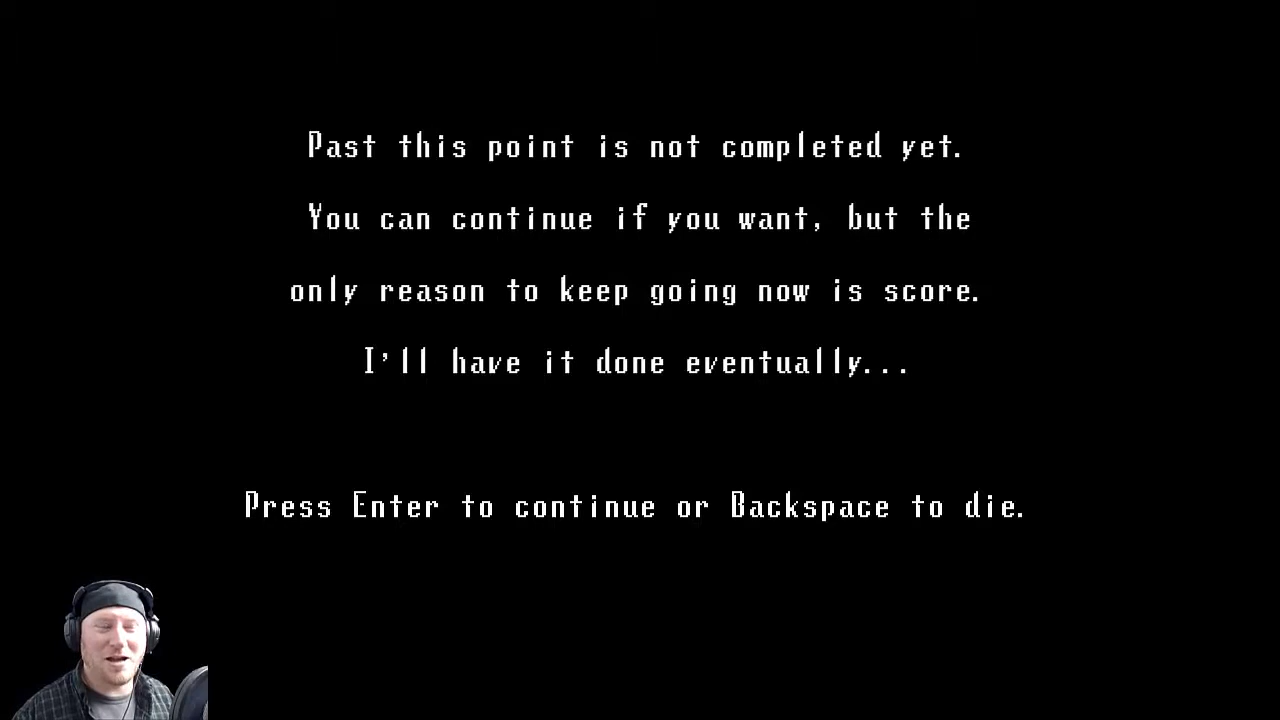 Past this point is not completed yet.
You can continue if you want, but the
only reason to keep going now is score.
I'll have it done eventually...
Press Enter to continue or Backspace to die.